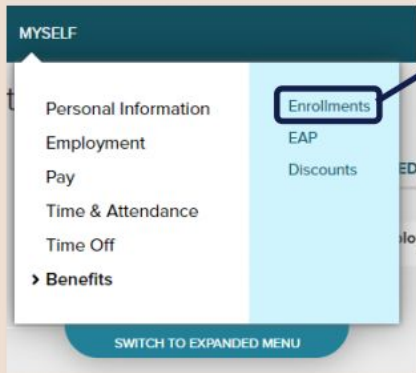 MYSELF
Personal Information
Employment
Pay
Time & Attendance
Time Off
Benefits
Enrollments
EAP
Discounts
SWITCH TO EXPANDED MENU